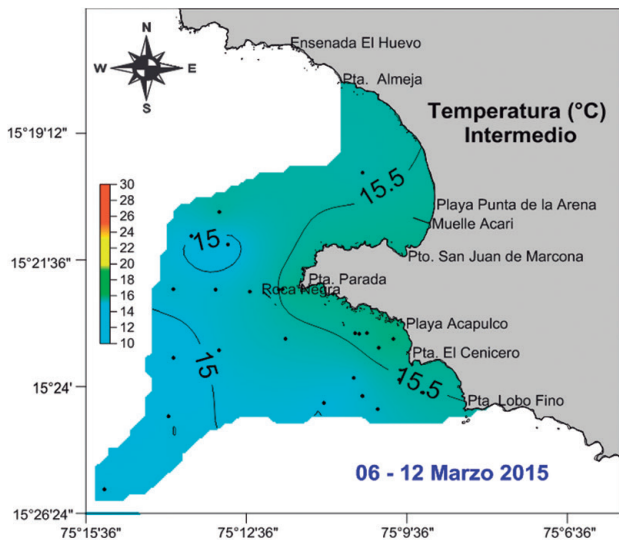 N
W E
S
Ensenada El Huevo
Pta. Almeja
Temperatura (°C)
Intermedio
15°19'12"
15.5
30
28
26
24
22
20
18
16
14
12
10
Playa Punta de la Arena
Muelle Acari
15
Pto. San Juan de Marcona
15°21'36"
Pta. Parada
Roca Negra
Playa Acapulco
Pta. El Cenicero
15
15°24'
15.5
Pta. Lobo Fino
06 - 12 Marzo 2015
15°26'24"
75°15'36" 75°12'36" 75°9'36" 75°6'36"